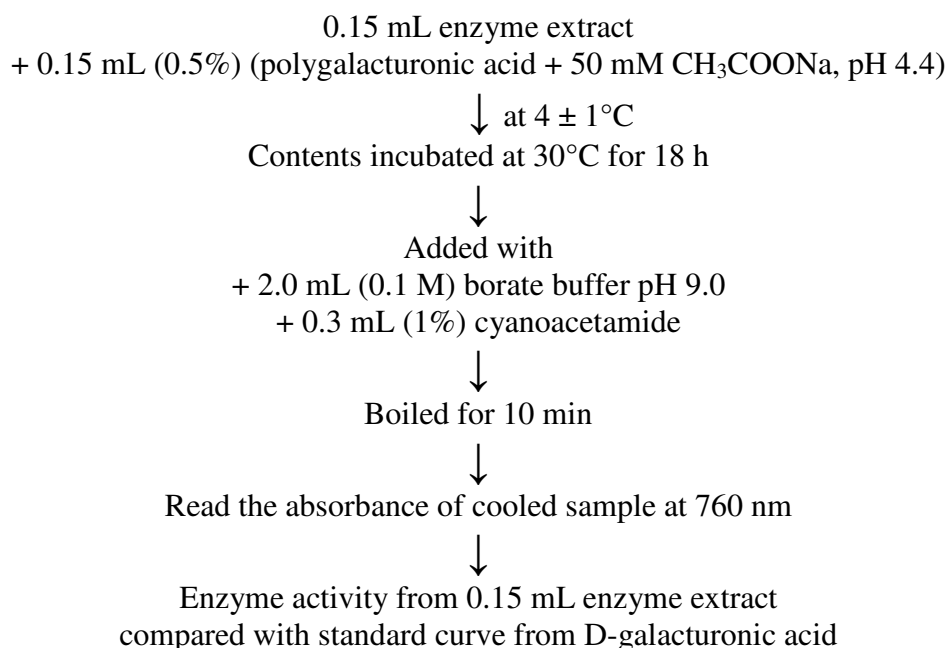 0.15 mL enzyme extract
+ 0.15 mL (0.5%) (polygalacturonic acid + 50 mM CH₃COONa, pH 4.4)
at 4 ± 1°C
Contents incubated at 30°C for 18 h
Added with
+ 2.0 mL (0.1 M) borate buffer pH 9.0
+ 0.3 mL (1%) cyanoacetamide
Boiled for 10 min
Read the absorbance of cooled sample at 760 nm
Enzyme activity from 0.15 mL enzyme extract
compared with standard curve from D-galacturonic acid